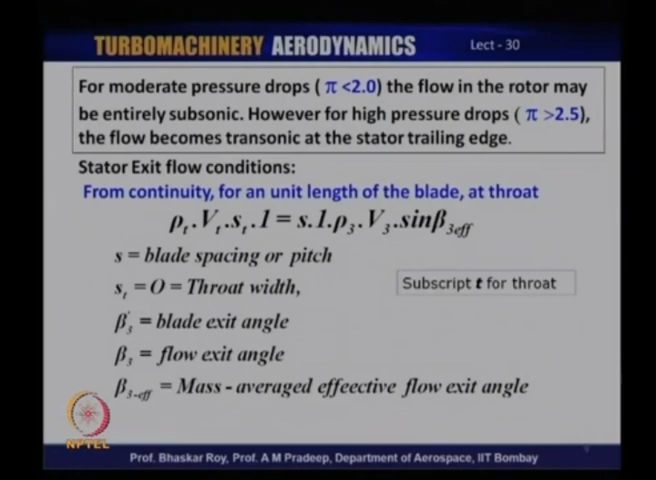 TURBOMACHINERY AERODYNAMICS Lect - 30
For moderate pressure drops ( π <2.0) the flow in the rotor may
be entirely subsonic. However for high pressure drops ( π >2.5),
the flow becomes transonic at the stator trailing edge.
Stator Exit flow conditions:
From continuity, for an unit length of the blade, at throat
ρₜ.Vₜ.sₜ.1 = s.1.ρ₃.V₃.sinβ₃eff
s = blade spacing or pitch
sₜ = O = Throat width,
Subscript t for throat
β'₃ = blade exit angle
β₃ = flow exit angle
β₃-eff = Mass - averaged effeective flow exit angle
NPTEL
Prof. Bhaskar Roy, Prof. A M Pradeep, Department of Aerospace, IIT Bombay